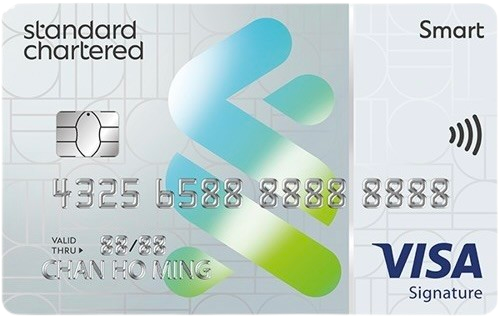 standard
chartered
Smart
4325 6588 8888 8888
VALID
THRU ▸ 88/88
CHAN HO MING
VISA
Signature